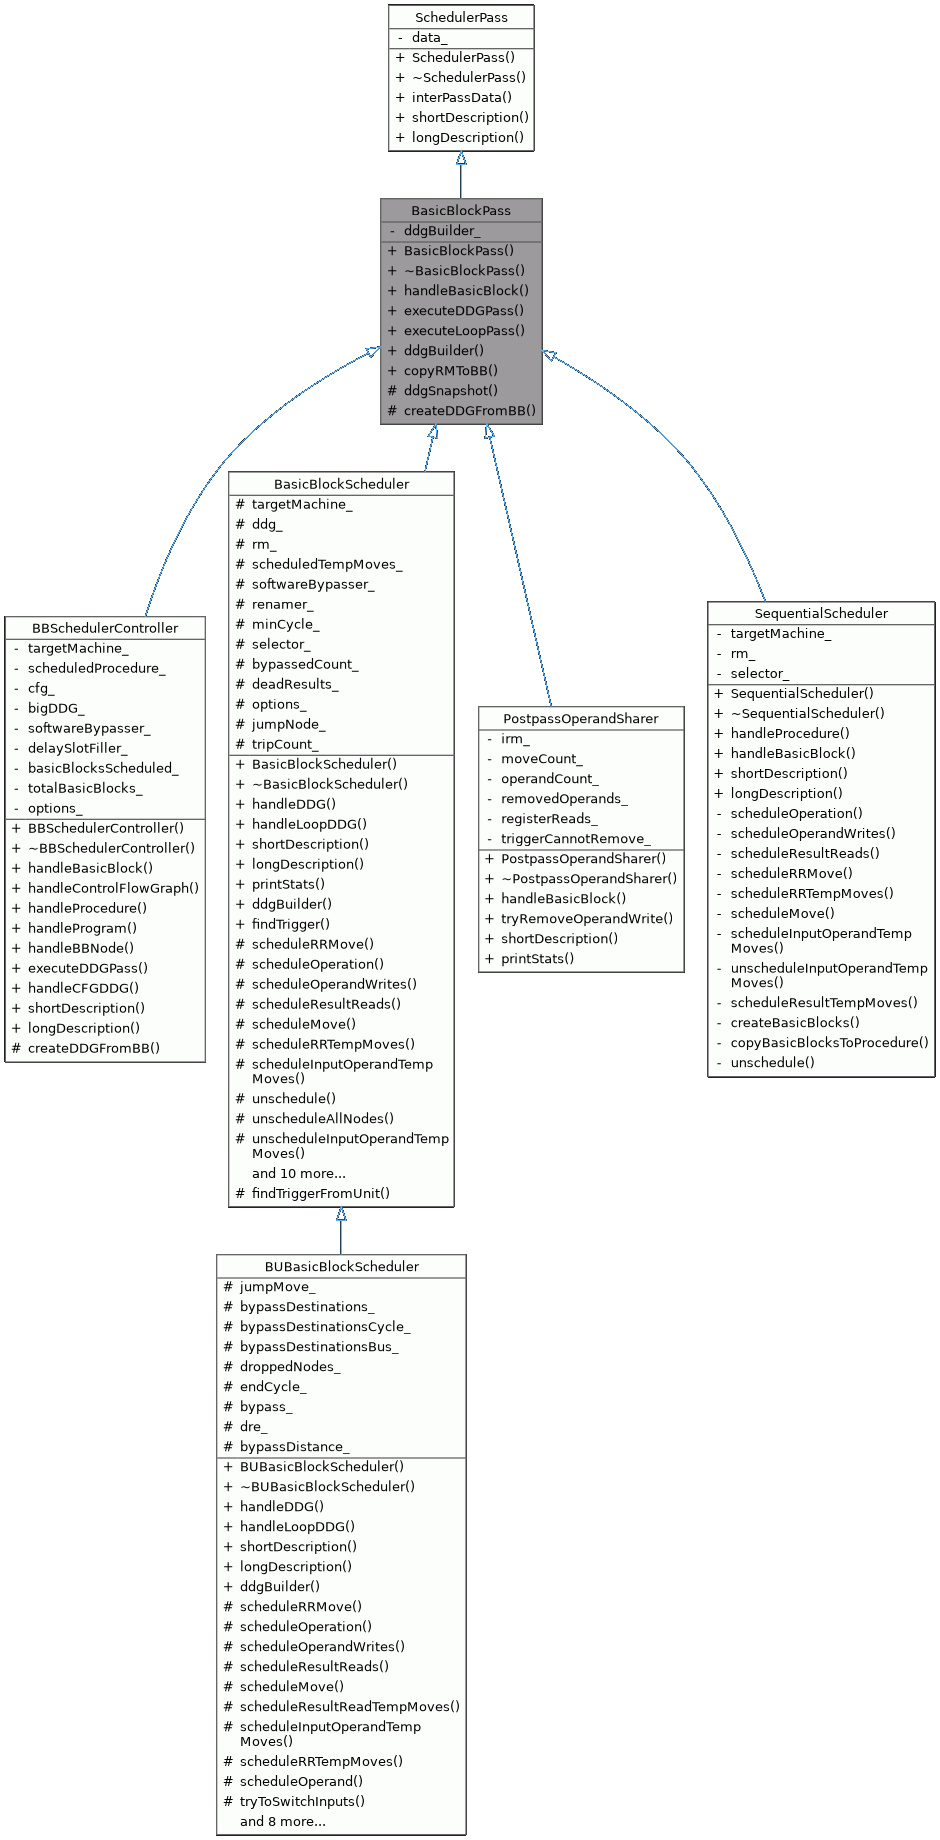 SchedulerPass
- data_
+ SchedulerPass()
+ ~SchedulerPass()
+ interPassData()
+ shortDescription()
+ longDescription()
BasicBlockPass
- ddgBuilder_
+ BasicBlockPass()
+ ~BasicBlockPass()
+ handleBasicBlock()
+ executeDDGPass()
+ executeLoopPass()
+ ddgBuilder()
+ copyRMToBB()
# ddgSnapshot()
# createDDGFromBB()
BBSchedulerController
- targetMachine_
- scheduledProcedure_
- cfg_
- bigDDG_
- softwareBypasser_
- delaySlotFiller_
- basicBlocksScheduled_
- totalBasicBlocks_
- options_
+ BBSchedulerController()
+ ~BBSchedulerController()
+ handleBasicBlock()
+ handleControlFlowGraph()
+ handleProcedure()
+ handleProgram()
+ handleBBNode()
+ executeDDGPass()
+ handleCFGDDG()
+ shortDescription()
+ longDescription()
# createDDGFromBB()
BasicBlockScheduler
# targetMachine_
# ddg_
# rm_
# scheduledTempMoves_
# softwareBypasser_
# renamer_
# minCycle_
# selector_
# bypassedCount_
# deadResults_
# options_
# jumpNode_
# tripCount_
+ BasicBlockScheduler()
+ ~BasicBlockScheduler()
+ handleDDG()
+ handleLoopDDG()
+ shortDescription()
+ longDescription()
+ printStats()
+ ddgBuilder()
+ findTrigger()
# scheduleRRMove()
# scheduleOperation()
# scheduleOperandWrites()
# scheduleResultReads()
# scheduleMove()
# scheduleRRTempMoves()
# scheduleInputOperandTemp
Moves()
# unschedule()
# unscheduleAllNodes()
# unscheduleInputOperandTemp
Moves()
and 10 more...
# findTriggerFromUnit()
PostpassOperandSharer
- irm_
- moveCount_
- operandCount_
- removedOperands_
- registerReads_
- triggerCannotRemove_
+ PostpassOperandSharer()
+ ~PostpassOperandSharer()
+ handleBasicBlock()
+ tryRemoveOperandWrite()
+ shortDescription()
+ printStats()
SequentialScheduler
- targetMachine_
- rm_
- selector_
+ SequentialScheduler()
+ ~SequentialScheduler()
+ handleProcedure()
+ handleBasicBlock()
+ shortDescription()
+ longDescription()
- scheduleOperation()
- scheduleOperandWrites()
- scheduleResultReads()
- scheduleRRMove()
- scheduleRRTempMoves()
- scheduleMove()
- scheduleInputOperandTemp
Moves()
- unscheduleInputOperandTemp
Moves()
- scheduleResultTempMoves()
- createBasicBlocks()
- copyBasicBlocksToProcedure()
- unschedule()
BUBasicBlockScheduler
# jumpMove_
# bypassDestinations_
# bypassDestinationsCycle_
# bypassDestinationsBus_
# droppedNodes_
# endCycle_
# bypass_
# dre_
# bypassDistance_
+ BUBasicBlockScheduler()
+ ~BUBasicBlockScheduler()
+ handleDDG()
+ handleLoopDDG()
+ shortDescription()
+ longDescription()
+ ddgBuilder()
# scheduleRRMove()
# scheduleOperation()
# scheduleOperandWrites()
# scheduleResultReads()
# scheduleMove()
# scheduleResultReadTempMoves()
# scheduleInputOperandTemp
Moves()
# scheduleRRTempMoves()
# scheduleOperand()
# tryToSwitchInputs()
and 8 more...